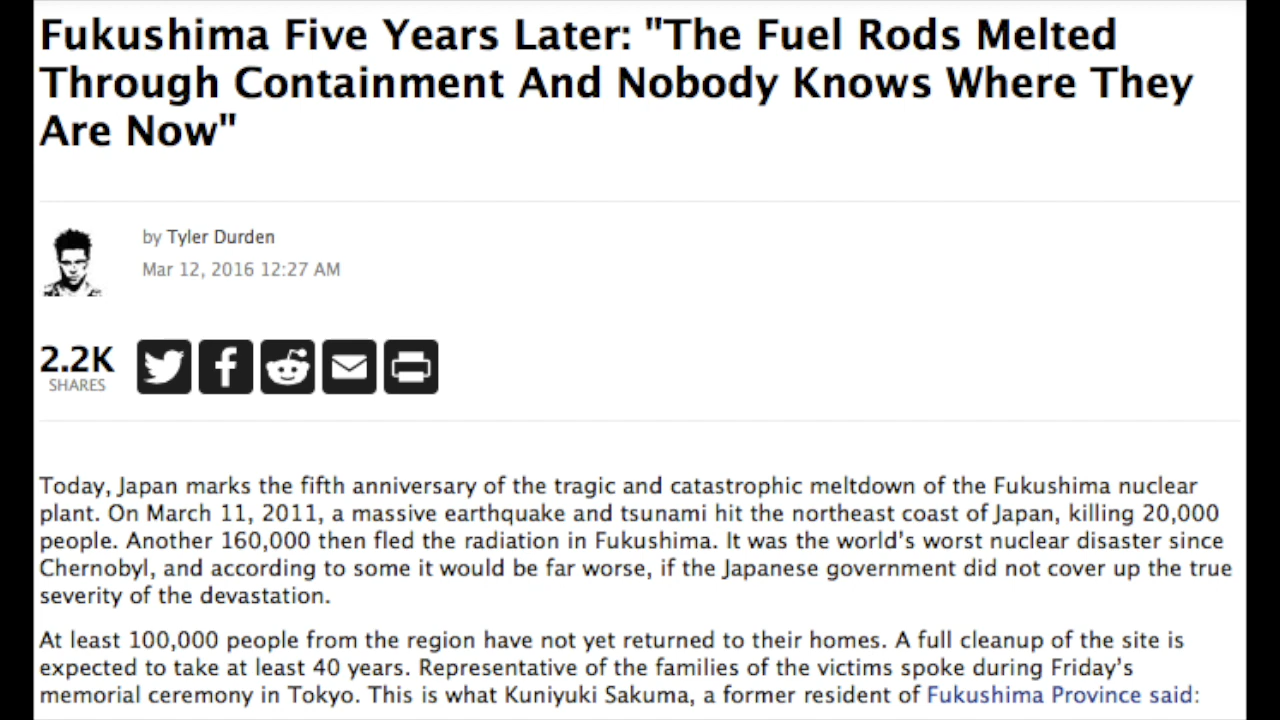 Fukushima Five Years Later: "The Fuel Rods Melted
Through Containment And Nobody Knows Where They
Are Now"
by Tyler Durden
Mar 12, 2016 12:27 AM
2.2K
SHARES
Today, Japan marks the fifth anniversary of the tragic and catastrophic meltdown of the Fukushima nuclear
plant. On March 11, 2011, a massive earthquake and tsunami hit the northeast coast of Japan, killing 20,000
people. Another 160,000 then fled the radiation in Fukushima. It was the world’s worst nuclear disaster since
Chernobyl, and according to some it would be far worse, if the Japanese government did not cover up the true
severity of the devastation.
At least 100,000 people from the region have not yet returned to their homes. A full cleanup of the site is
expected to take at least 40 years. Representative of the families of the victims spoke during Friday’s
memorial ceremony in Tokyo. This is what Kuniyuki Sakuma, a former resident of Fukushima Province said: